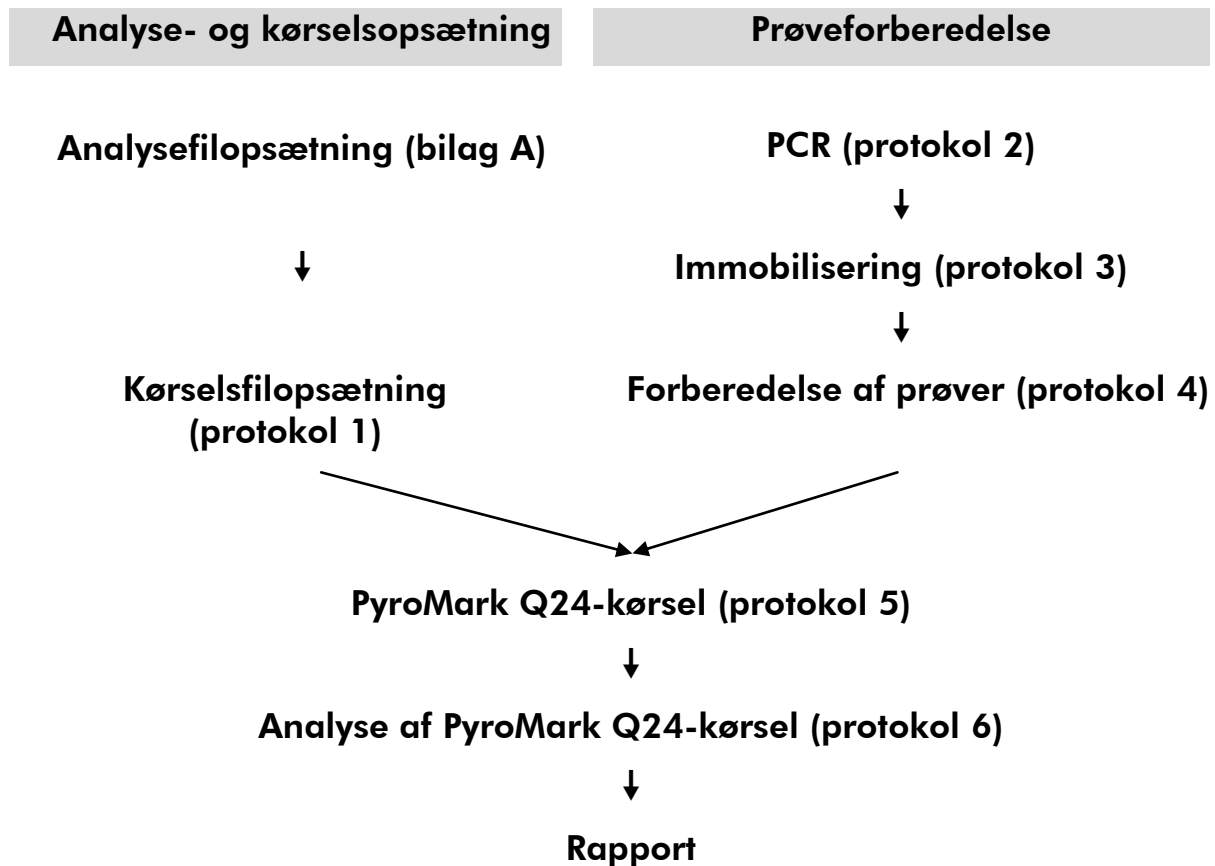 Analyse- og kørselsopsætning
Prøveforberedelse
Analysefilopsætning (bilag A)
PCR (protokol 2)
Immobilisering (protokol 3)
Kørselsfilopsætning
(protokol 1)
Forberedelse af prøver (protokol 4)
PyroMark Q24-kørsel (protokol 5)
Analyse af PyroMark Q24-kørsel (protokol 6)
Rapport